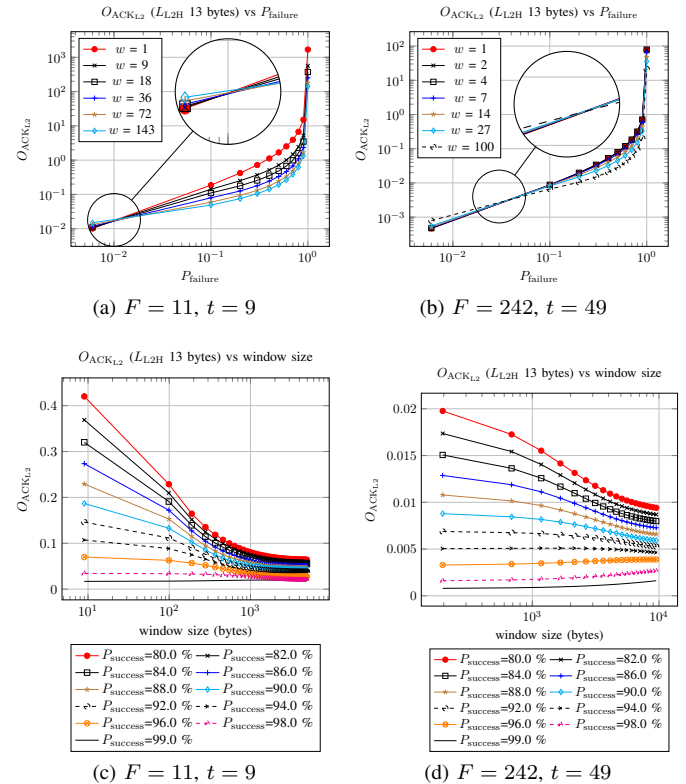 O_ACK_L2 (L_L2H 13 bytes) vs P_failure
10^3
10^2
10^1
10^0
10^−1
10^−2
O_ACK_L2
w = 1
w = 9
w = 18
w = 36
w = 72
w = 143
10^−2
10^−1
10^0
P_failure
(a) F = 11, t = 9
O_ACK_L2 (L_L2H 13 bytes) vs P_failure
10^2
10^1
10^0
10^−1
10^−2
10^−3
O_ACK_L2
w = 1
w = 2
w = 4
w = 7
w = 14
w = 27
w = 100
10^−2
10^−1
10^0
P_failure
(b) F = 242, t = 49
O_ACK_L2 (L_L2H 13 bytes) vs window size
0.4
0.3
0.2
0.1
0
O_ACK_L2
10^1
10^2
10^3
window size (bytes)
P_success=80.0 % P_success=82.0 %
P_success=84.0 % P_success=86.0 %
P_success=88.0 % P_success=90.0 %
P_success=92.0 % P_success=94.0 %
P_success=96.0 % P_success=98.0 %
P_success=99.0 %
(c) F = 11, t = 9
O_ACK_L2 (L_L2H 13 bytes) vs window size
0.02
0.015
0.01
0.005
0
O_ACK_L2
10^3
10^4
window size (bytes)
P_success=80.0 % P_success=82.0 %
P_success=84.0 % P_success=86.0 %
P_success=88.0 % P_success=90.0 %
P_success=92.0 % P_success=94.0 %
P_success=96.0 % P_success=98.0 %
P_success=99.0 %
(d) F = 242, t = 49